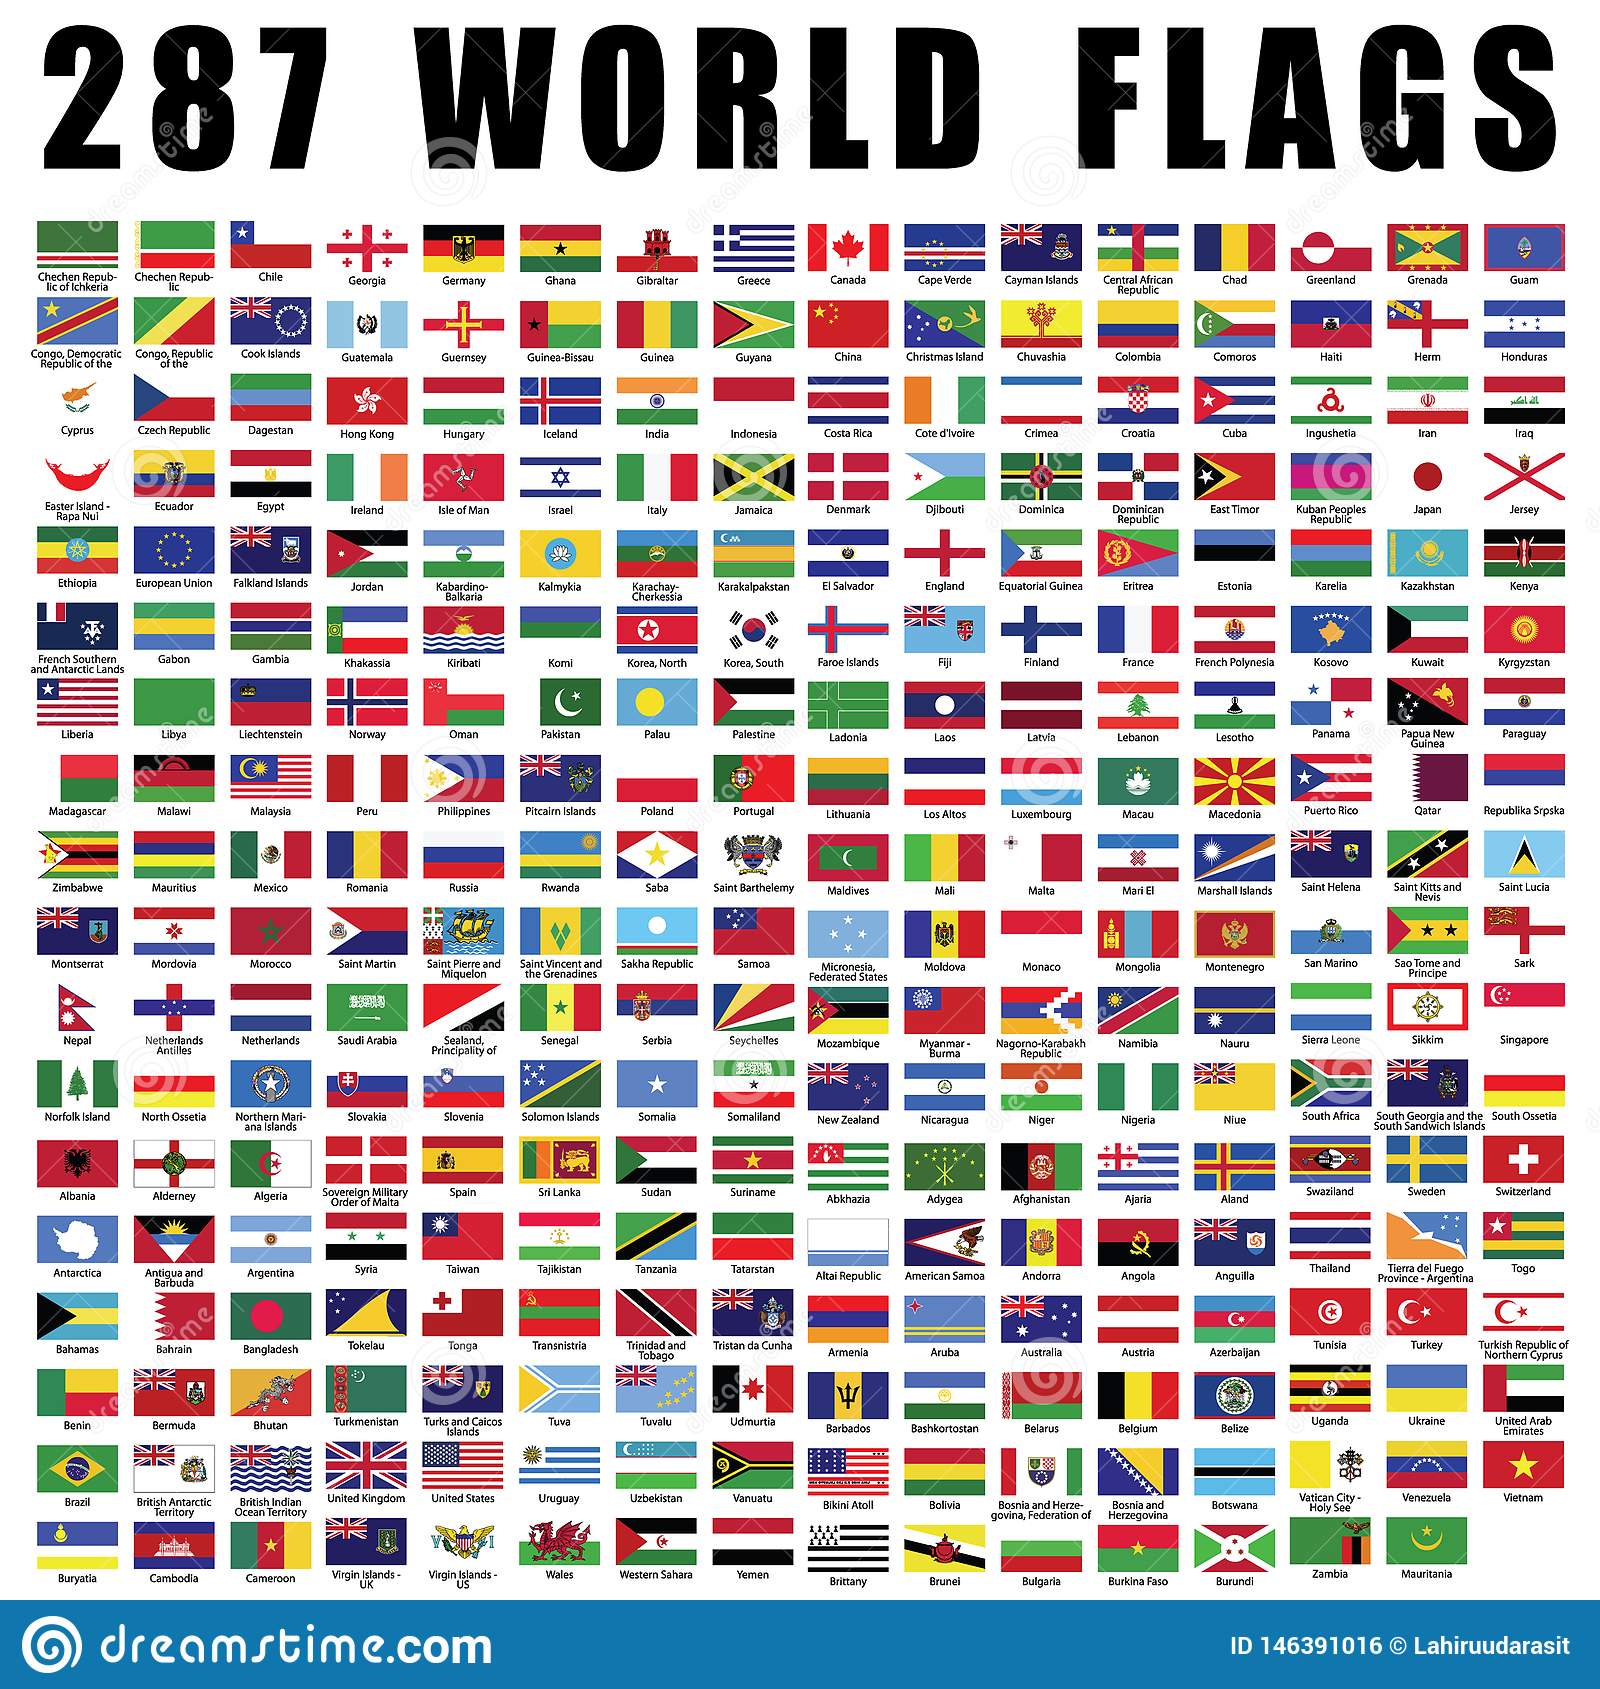 287 WORLD FLAGS
Chechen Repub-
lic of Ichkeria
Chechen Repub-
lic
Chile
Georgia
Germany
Ghana
Gibraltar
Greece
Canada
Cape Verde
Cayman Islands
Central African
Republic
Chad
Greenland
Grenada
Guam
Congo, Democratic
Republic of the
Congo, Republic
of the
Cook Islands
Guatemala
Guernsey
Guinea-Bissau
Guinea
Guyana
China
Christmas Island
Chuvashia
Colombia
Comoros
Haiti
Herm
Honduras
Cyprus
Czech Republic
Dagestan
Hong Kong
Hungary
Iceland
India
Indonesia
Costa Rica
Cote d'Ivoire
Crimea
Croatia
Cuba
Ingushetia
Iran
Iraq
Easter Island -
Rapa Nui
Ecuador
Egypt
Ireland
Isle of Man
Israel
Italy
Jamaica
Denmark
Djibouti
Dominica
Dominican
Republic
East Timor
Kuban Peoples
Republic
Japan
Jersey
Ethiopia
European Union
Falkland Islands
Jordan
Kabardino-
Balkaria
Kalmykia
Karachay-
Cherkessia
Karakalpakstan
El Salvador
England
Equatorial Guinea
Eritrea
Estonia
Karelia
Kazakhstan
Kenya
French Southern
and Antarctic Lands
Gabon
Gambia
Khakassia
Kiribati
Komi
Korea, North
Korea, South
Faroe Islands
Fiji
Finland
France
French Polynesia
Kosovo
Kuwait
Kyrgyzstan
Liberia
Libya
Liechtenstein
Norway
Oman
Pakistan
Palau
Palestine
Ladonia
Laos
Latvia
Lebanon
Lesotho
Panama
Papua New
Guinea
Paraguay
Madagascar
Malawi
Malaysia
Peru
Philippines
Pitcairn Islands
Poland
Portugal
Lithuania
Los Altos
Luxembourg
Macau
Macedonia
Puerto Rico
Qatar
Republika Srpska
Zimbabwe
Mauritius
Mexico
Romania
Russia
Rwanda
Saba
Saint Barthelemy
Maldives
Mali
Malta
Mari El
Marshall Islands
Saint Helena
Saint Kitts and
Nevis
Saint Lucia
Montserrat
Mordovia
Morocco
Saint Martin
Saint Pierre and
Miquelon
Saint Vincent and
the Grenadines
Sakha Republic
Samoa
Micronesia,
Federated States
Moldova
Monaco
Mongolia
Montenegro
San Marino
Sao Tome and
Principe
Sark
Nepal
Netherlands
Antilles
Netherlands
Saudi Arabia
Sealand,
Principality of
Senegal
Serbia
Seychelles
Mozambique
Myanmar -
Burma
Nagorno-Karabakh
Republic
Namibia
Nauru
Sierra Leone
Sikkim
Singapore
Norfolk Island
North Ossetia
Northern Mari-
ana Islands
Slovakia
Slovenia
Solomon Islands
Somalia
Somaliland
New Zealand
Nicaragua
Niger
Nigeria
Niue
South Africa
South Georgia and the
South Sandwich Islands
South Ossetia
Albania
Alderney
Algeria
Sovereign Military
Order of Malta
Spain
Sri Lanka
Sudan
Suriname
Abkhazia
Adygea
Afghanistan
Ajaria
Aland
Swaziland
Sweden
Switzerland
Antarctica
Antigua and
Barbuda
Argentina
Syria
Taiwan
Tajikistan
Tanzania
Tatarstan
Altai Republic
American Samoa
Andorra
Angola
Anguilla
Thailand
Tierra del Fuego
Province - Argentina
Togo
Bahamas
Bahrain
Bangladesh
Tokelau
Tonga
Transnistria
Trinidad and
Tobago
Tristan da Cunha
Armenia
Aruba
Australia
Austria
Azerbaijan
Tunisia
Turkey
Turkish Republic of
Northern Cyprus
Benin
Bermuda
Bhutan
Turkmenistan
Turks and Caicos
Islands
Tuva
Tuvalu
Udmurtia
Barbados
Bashkortostan
Belarus
Belgium
Belize
Uganda
Ukraine
United Arab
Emirates
Brazil
British Antarctic
Territory
British Indian
Ocean Territory
United Kingdom
United States
Uruguay
Uzbekistan
Vanuatu
Bikini Atoll
Bolivia
Bosnia and Herze-
govina, Federation of
Bosnia and
Herzegovina
Botswana
Vatican City -
Holy See
Venezuela
Vietnam
Buryatia
Cambodia
Cameroon
Virgin Islands -
UK
V I
Virgin Islands -
US
Wales
Western Sahara
Yemen
Brittany
Brunei
Bulgaria
Burkina Faso
Burundi
Zambia
Mauritania
dreamstime.com
ID 146391016 © Lahiruudarasit